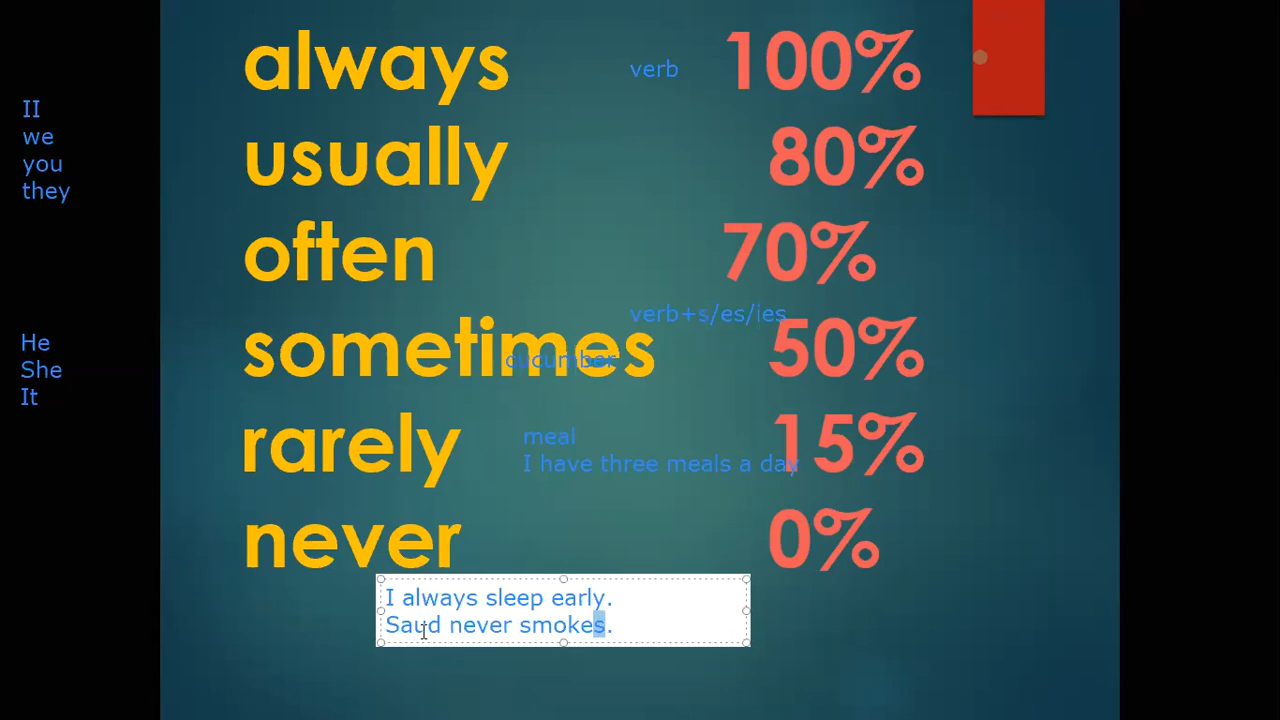 always verb 100%
II
we
you
they
usually 80%
often 70%
verb+s/es/ies
He
She
It
sometimes 50%
cucumber
rarely 15%
meal
I have three meals a day
never 0%
I always sleep early.
Saud never smokes.